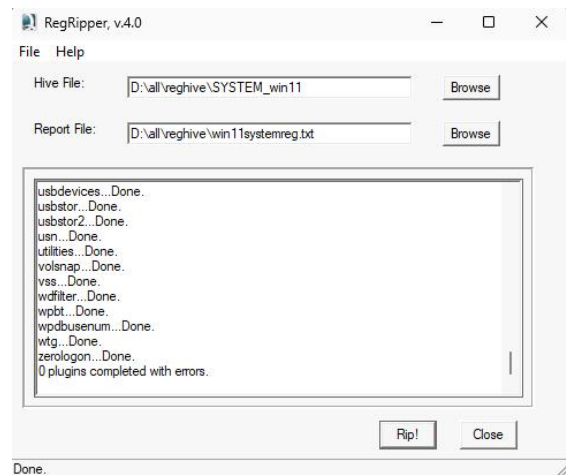 RegRipper, v.4.0
File Help
Hive File: D:\all\reghive\SYSTEM_win11 Browse
Report File: D:\all\reghive\win11systemreg.txt Browse
usbdevices...Done.
usbstor...Done.
usbstor2...Done.
usn...Done.
utilities...Done.
volsnap...Done.
vss...Done.
wdfilter...Done.
wpbt...Done.
wpdbusenum...Done.
wtg...Done.
zerologon...Done.
0 plugins completed with errors.
Rip! Close
Done.